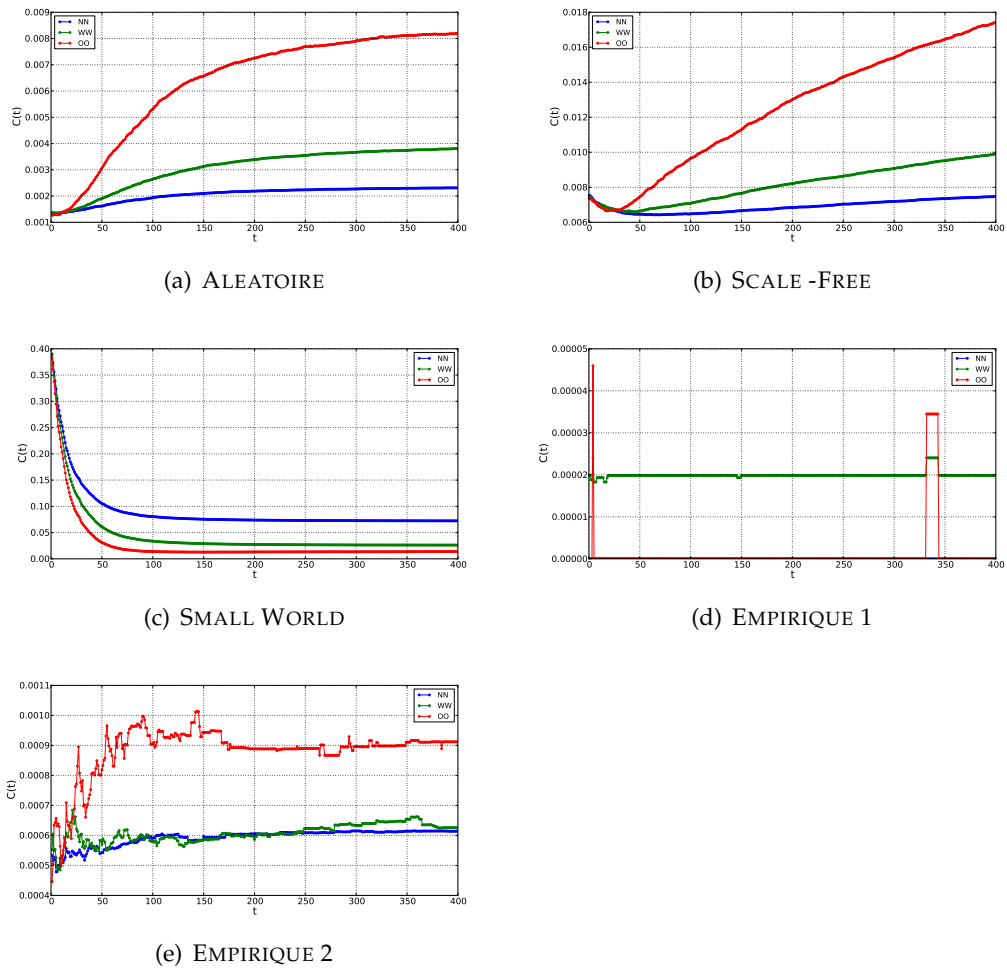 0.009
0.008
0.007
0.006
0.005
0.004
0.003
0.002
0.001
C(t)
NN
WW
OO
0 50 100 150 200 250 300 350 400
t
(a) ALEATOIRE
0.018
0.016
0.014
0.012
0.010
0.008
0.006
C(t)
NN
WW
OO
0 50 100 150 200 250 300 350 400
t
(b) SCALE -FREE
0.40
0.35
0.30
0.25
0.20
0.15
0.10
0.05
0.00
C(t)
NN
WW
OO
0 50 100 150 200 250 300 350 400
t
(c) SMALL WORLD
0.00005
0.00004
0.00003
0.00002
0.00001
0.00000
C(t)
NN
WW
OO
0 50 100 150 200 250 300 350 400
t
(d) EMPIRIQUE 1
0.0011
0.0010
0.0009
0.0008
0.0007
0.0006
0.0005
0.0004
C(t)
NN
WW
OO
0 50 100 150 200 250 300 350 400
t
(e) EMPIRIQUE 2